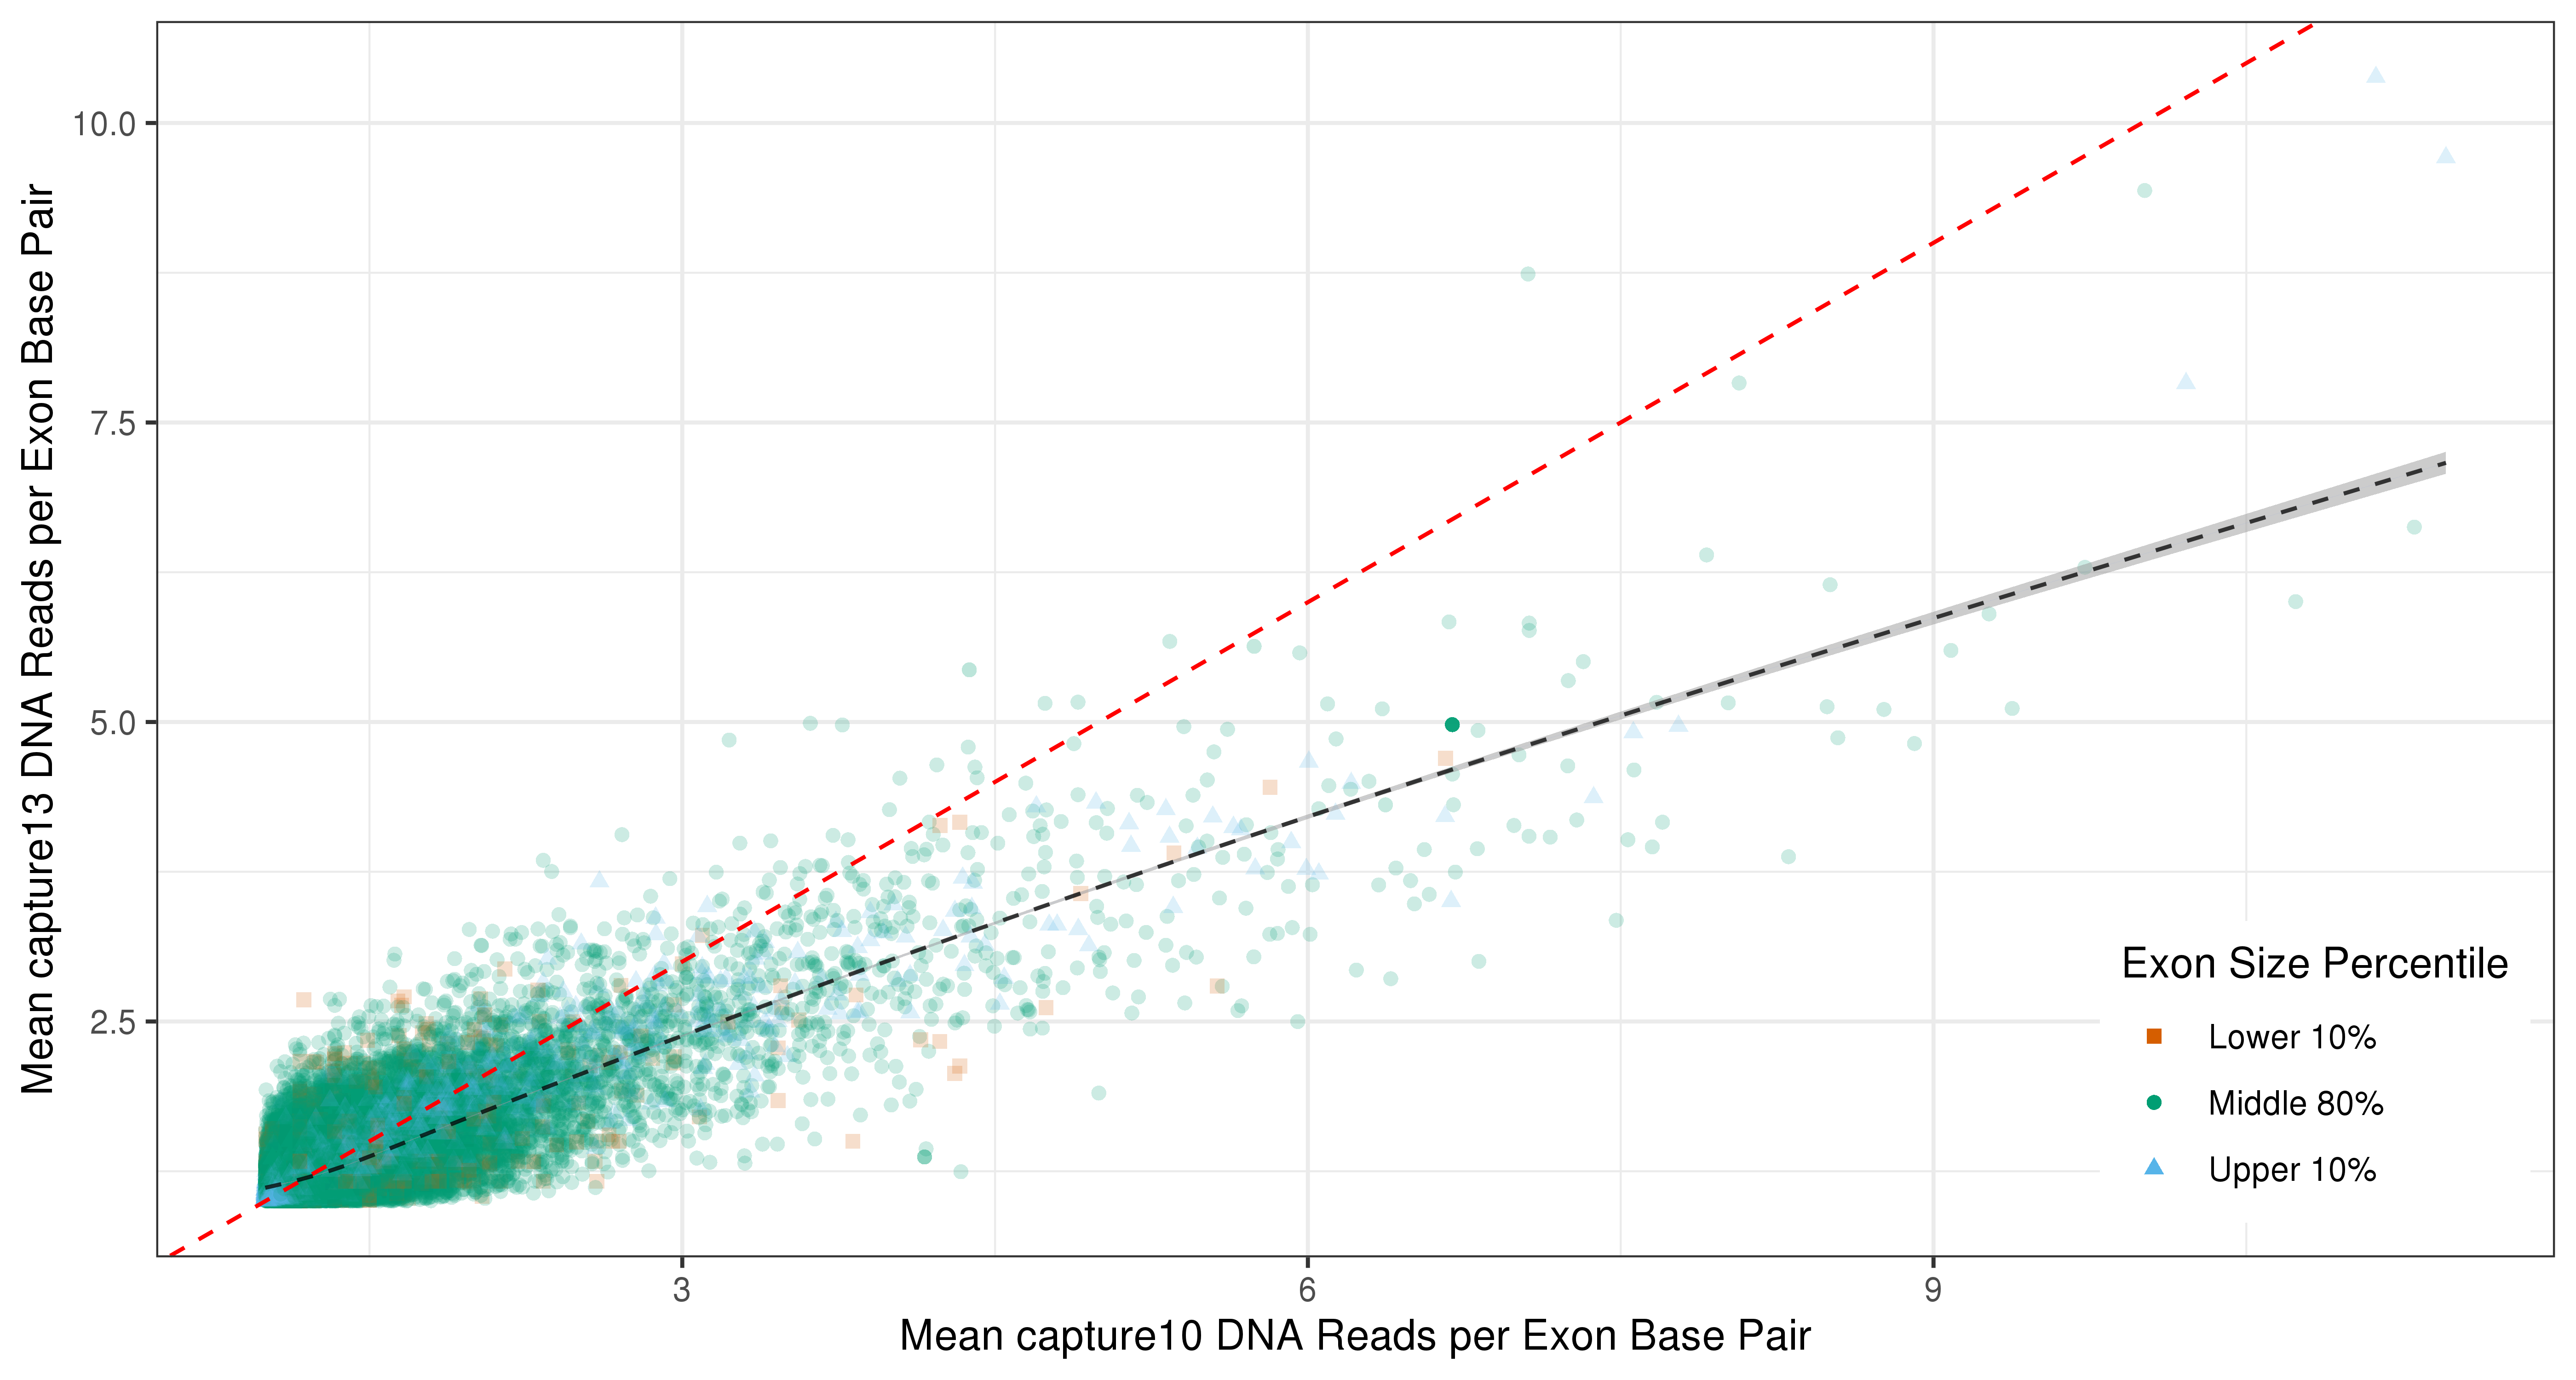 Mean capture13 DNA Reads per Exon Base Pair
10.0
7.5
5.0
2.5
3
6
9
Mean capture10 DNA Reads per Exon Base Pair
Exon Size Percentile
Lower 10%
Middle 80%
Upper 10%